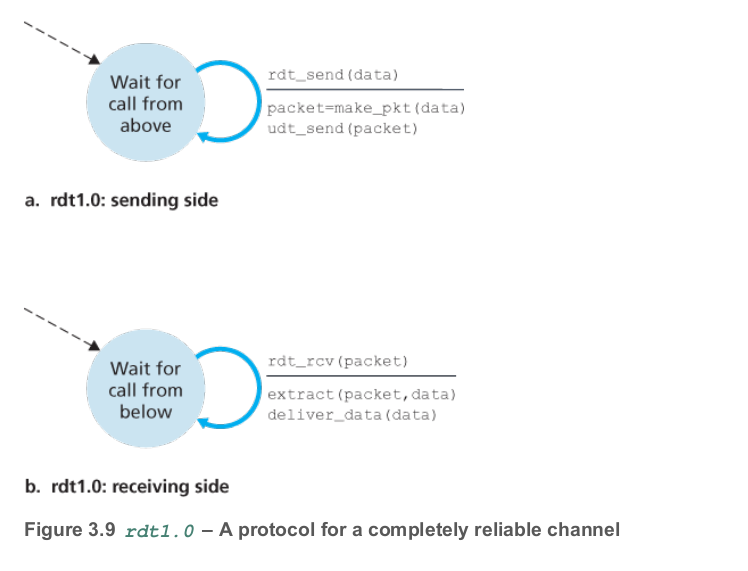 Wait for
call from
above
rdt_send(data)
packet=make_pkt(data)
udt_send(packet)
a. rdt1.0: sending side
Wait for
call from
below
rdt_rcv(packet)
extract(packet,data)
deliver_data(data)
b. rdt1.0: receiving side
Figure 3.9 rdt1.0 – A protocol for a completely reliable channel